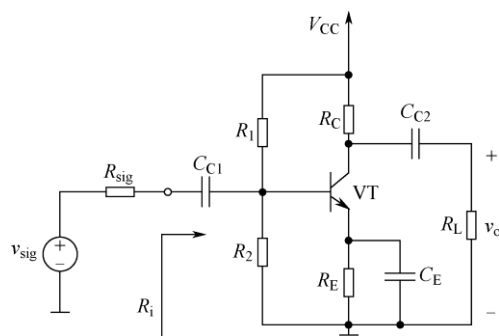 V_CC
R_1
R_C
C_C2
R_sig
C_C1
VT
+
v_sig
+
−
R_2
R_L
v_o
R_i
R_E
C_E
−